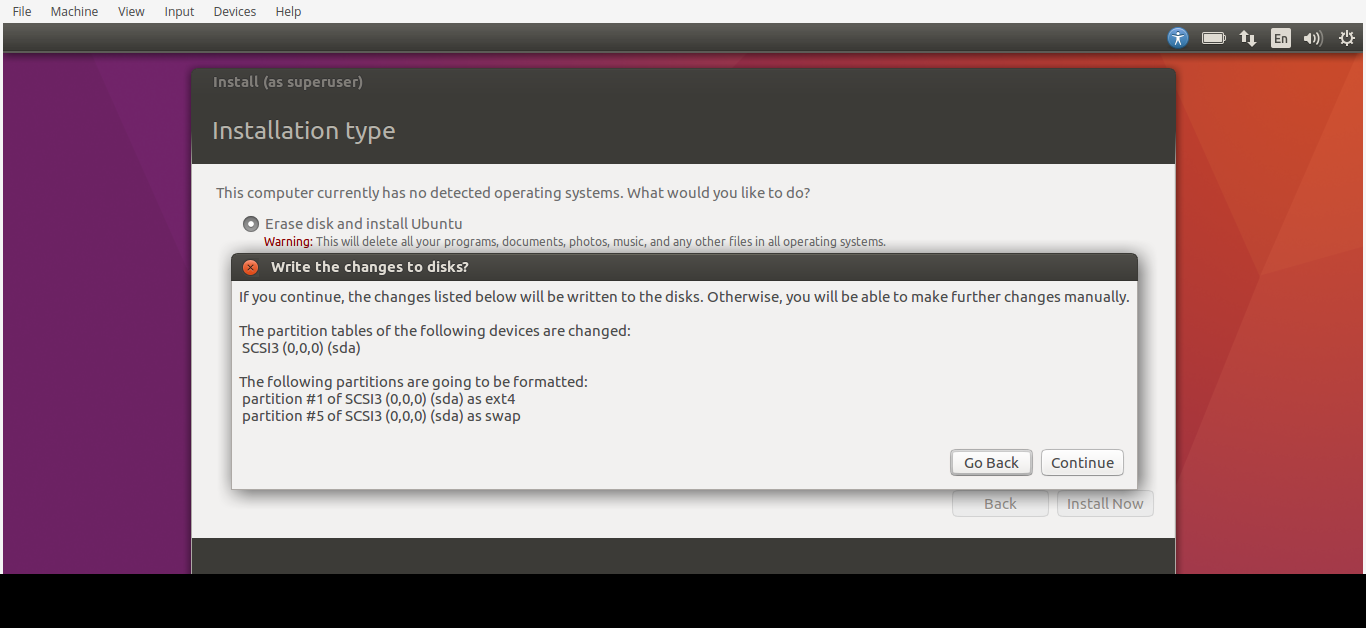 File Machine View Input Devices Help
En
Install (as superuser)
Installation type
This computer currently has no detected operating systems. What would you like to do?
Erase disk and install Ubuntu
Warning: This will delete all your programs, documents, photos, music, and any other files in all operating systems.
Write the changes to disks?
If you continue, the changes listed below will be written to the disks. Otherwise, you will be able to make further changes manually.
The partition tables of the following devices are changed:
SCSI3 (0,0,0) (sda)
The following partitions are going to be formatted:
partition #1 of SCSI3 (0,0,0) (sda) as ext4
partition #5 of SCSI3 (0,0,0) (sda) as swap
Go Back Continue
Back Install Now